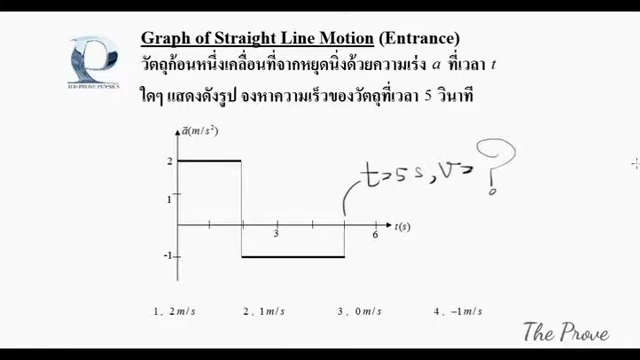 Graph of Straight Line Motion (Entrance)
วัตถุก้อนหนึ่งเคลื่อนที่จากหยุดนิ่งด้วยความเร่ง a ที่เวลา t
ใดๆ แสดงดังรูป จงหาความเร็วของวัตถุที่เวลา 5 วินาที
THE PROVE PHYSICS
a(m/s²)
2
1
-1
3
6
t(s)
t=5s,v=?
1. 2m/s 2. 1m/s 3. 0m/s 4. -1m/s
The Prove